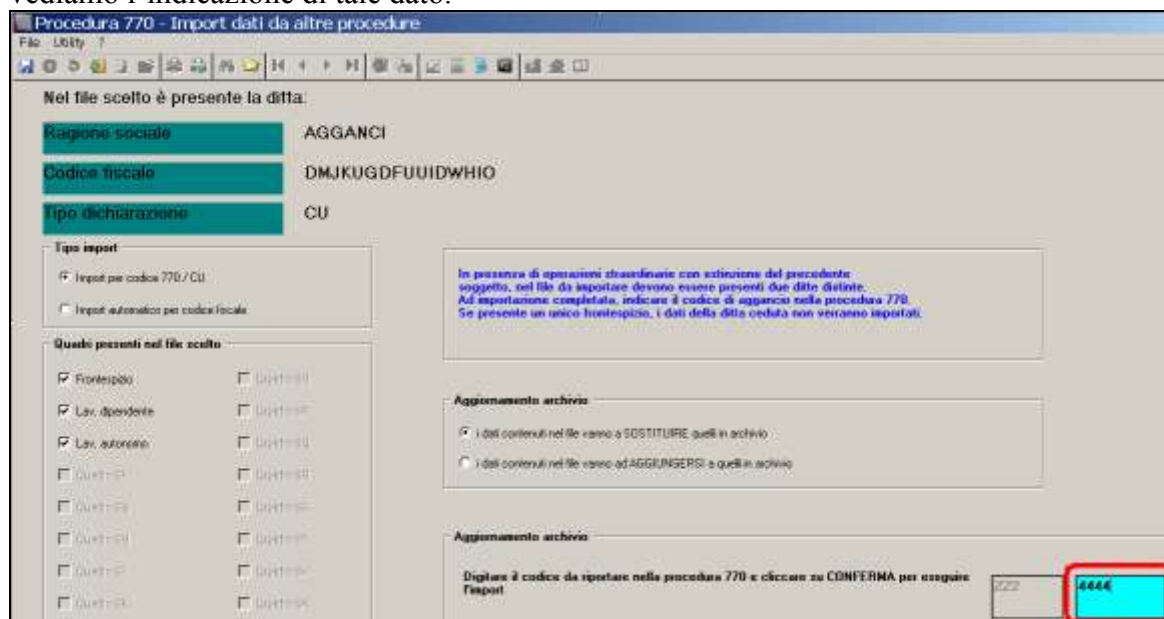 vediamo l'indicazione di tale dato:
Procedura 770 - Import dati da altre procedure
File Utility ?
Nel file scelto è presente la ditta:
Ragione sociale AGGANCI
Codice fiscale DMJKUGDFUUIDWHIO
Tipo dichiarazione CU
Tipo import
Import per codice 770 / CU
Import automatico per codice fiscale
In presenza di operazioni straordinarie con estinzione del precedente
soggetto, nel file da importare devono essere presenti due ditte distinte.
Ad importazione completata, indicare il codice di aggancio nella procedura 770.
Se presente un unico frontespizio, i dati della ditta ceduta non verranno importati.
Quadri presenti nel file scelto
Frontespizio
Lav. dipendente
Lav. autonomo
Aggiornamento archivio
i dati contenuti nel file vanno a SOSTITUIRE quelli in archivio
i dati contenuti nel file vanno ad AGGIUNGERSI a quelli in archivio
Aggiornamento archivio
Digitare il codice da riportare nella procedura 770 e cliccare su CONFERMA per eseguire
l'import
4444